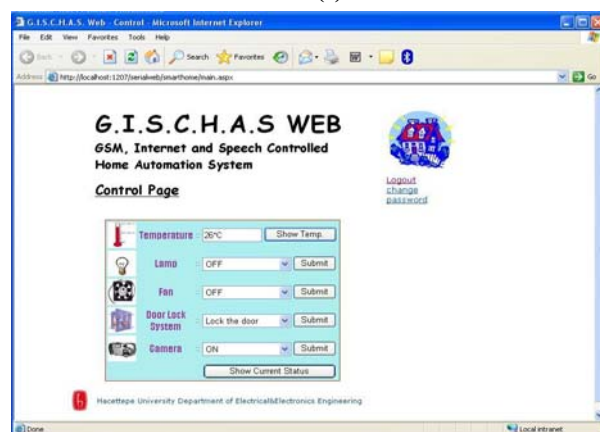 G.I.S.C.H.A.S. Web - Control - Microsoft Internet Explorer
File Edit View Favorites Tools Help
Back Search Favorites
Address http://localhost:1207/serialweb/smarthome/main.aspx Go
G.I.S.C.H.A.S WEB
GSM, Internet and Speech Controlled
Home Automation System
Control Page
Logout
change
password
Temperature : 26°C Show Temp.
Lamp : OFF Submit
Fan : OFF Submit
Door Lock System : Lock the door Submit
Camera : ON Submit
Show Current Status
Hacettepe University Department of Electrical&Electronics Engineering
Done Local intranet